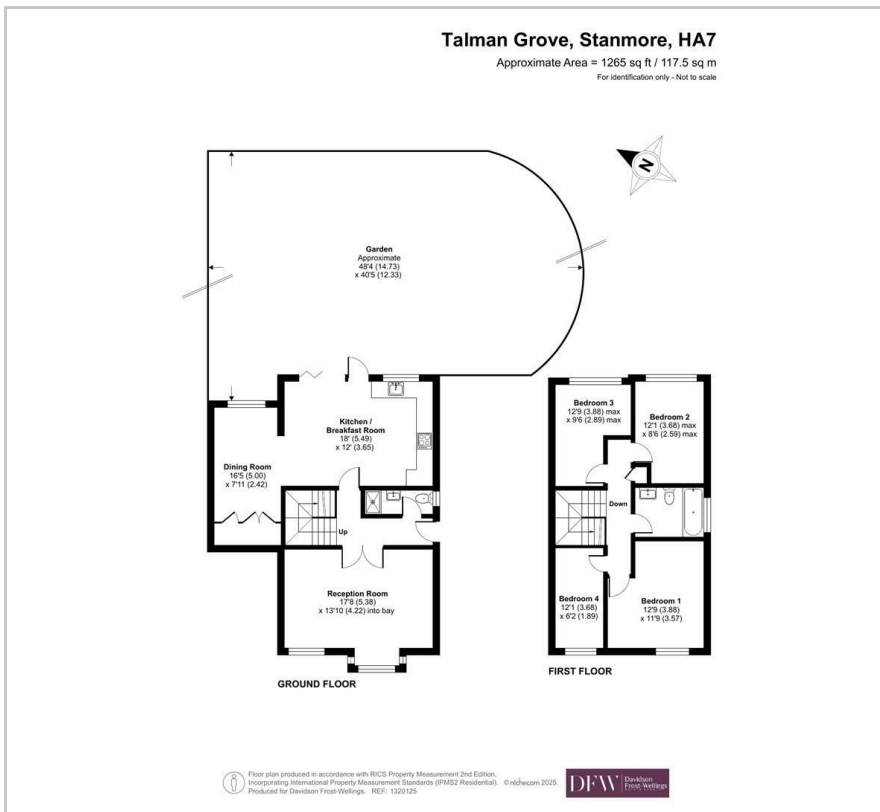 Talman Grove, Stanmore, HA7
Approximate Area = 1265 sq ft / 117.5 sq m
For identification only - Not to scale
N
Garden
Approximate
48'4 (14.73)
x 40'5 (12.33)
Kitchen /
Breakfast Room
18' (5.49)
x 12' (3.65)
Dining Room
16'5 (5.00)
x 7'11 (2.42)
Up
Reception Room
17'8 (5.38)
x 13'10 (4.22) into bay
GROUND FLOOR
Bedroom 3
12'9 (3.88) max
x 9'6 (2.89) max
Bedroom 2
12'1 (3.68) max
x 8'6 (2.59) max
Down
Bedroom 4
12'1 (3.68)
x 6'2 (1.89)
Bedroom 1
12'9 (3.88)
x 11'9 (3.57)
FIRST FLOOR
Floor plan produced in accordance with RICS Property Measurement 2nd Edition,
Incorporating International Property Measurement Standards (IPMS2 Residential). © nichecom 2025.
Produced for Davidson Frost-Wellings. REF: 1320125
DFW
Davidson
Frost-Wellings